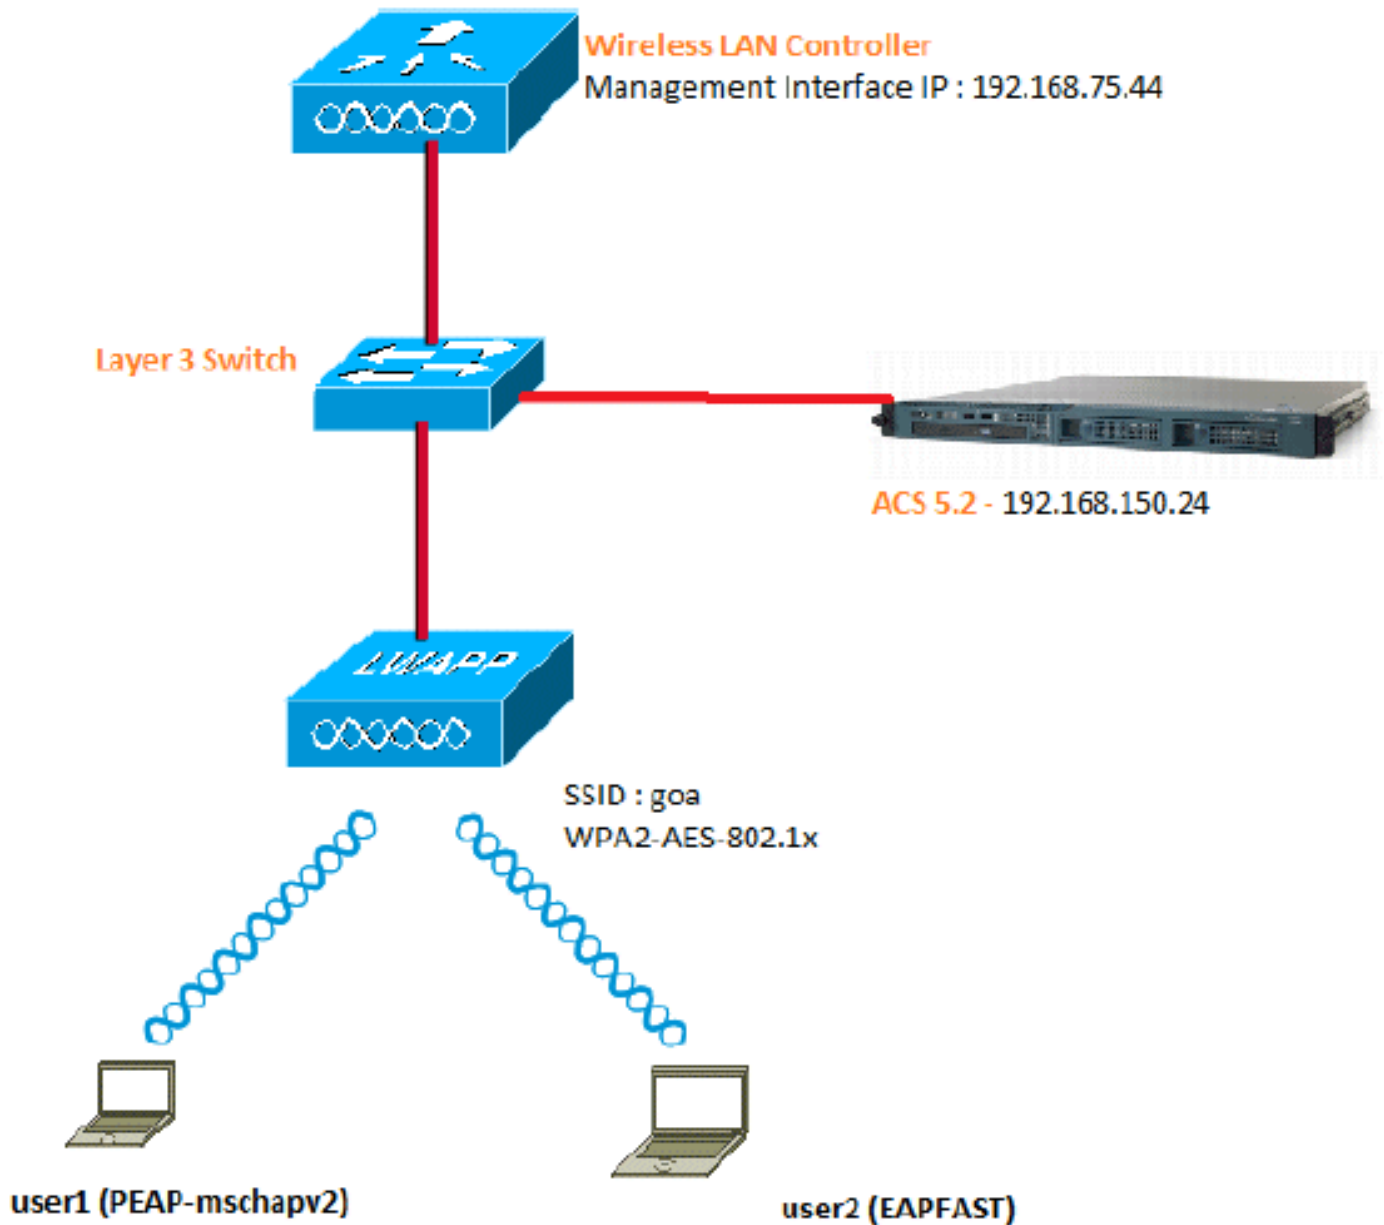 Wireless LAN Controller
Management Interface IP : 192.168.75.44
Layer 3 Switch
ACS 5.2 - 192.168.150.24
LWAPP
SSID : goa
WPA2-AES-802.1x
user1 (PEAP-mschapv2)
user2 (EAPFAST)